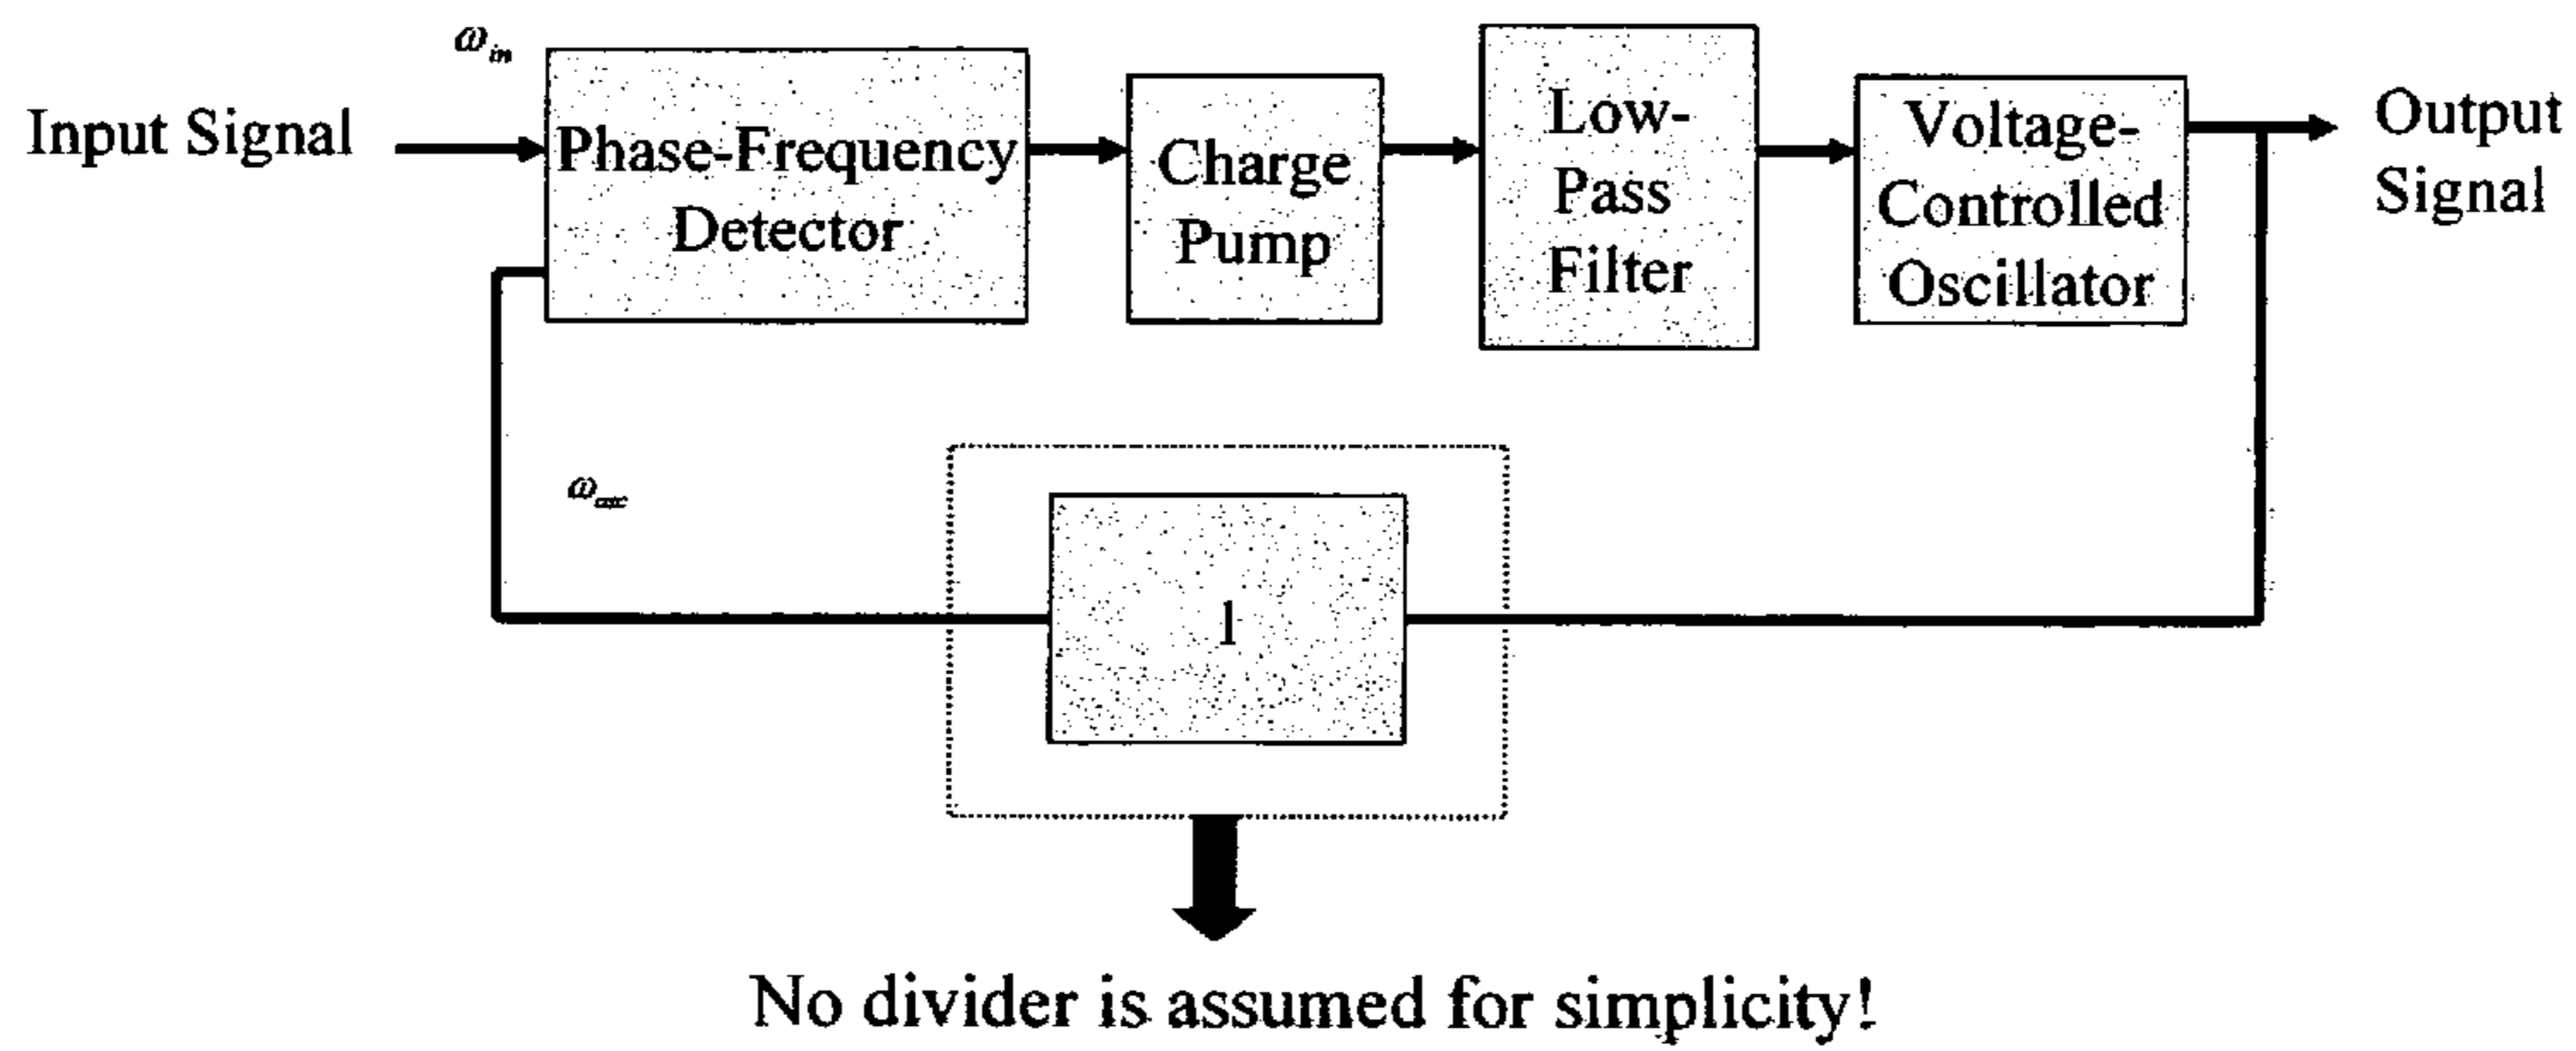 ω_in
Input Signal
Phase-Frequency
Detector
Charge
Pump
Low-
Pass
Filter
Voltage-
Controlled
Oscillator
Output
Signal
1
No divider is assumed for simplicity!